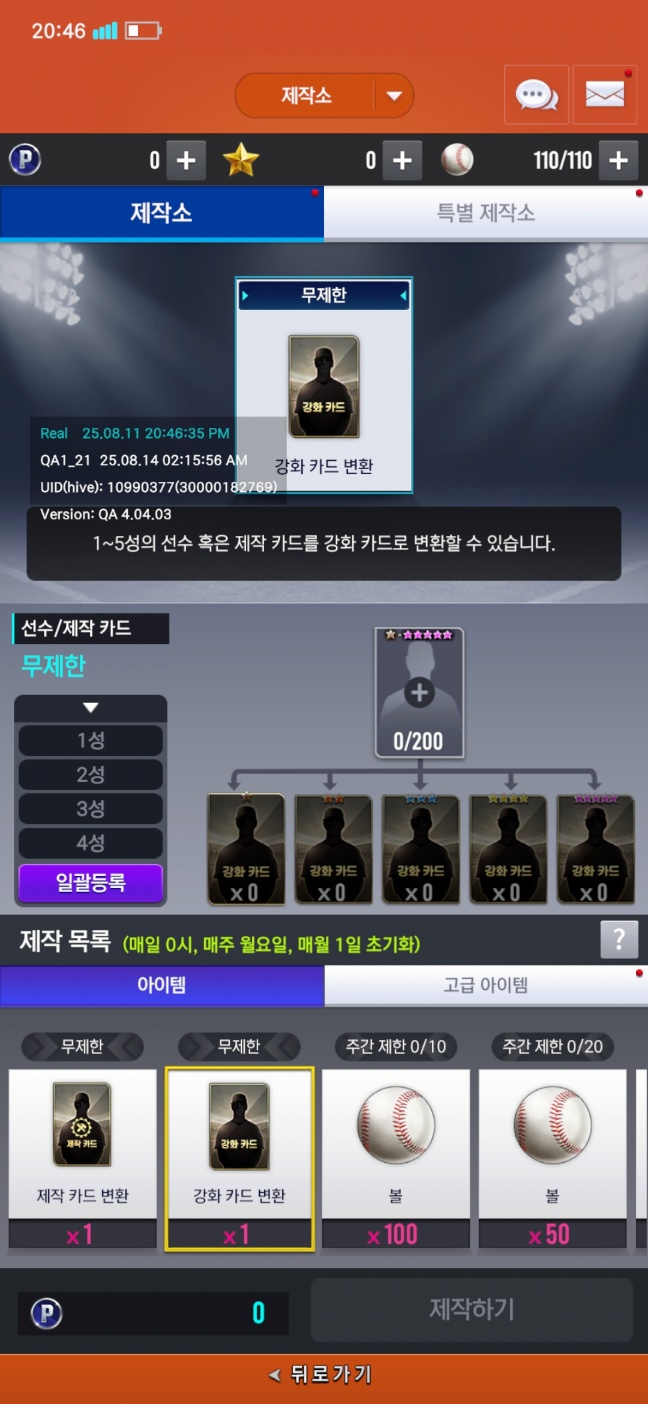 20:46
제작소
0
0
110/110
제작소
특별 제작소
무제한
강화 카드
강화 카드 변환
Real 25.08.11 20:46:35 PM
QA1_21 25.08.14 02:15:56 AM
UID(hive): 10990377(30000182769)
Version: QA 4.04.03
1~5성의 선수 혹은 제작 카드를 강화 카드로 변환할 수 있습니다.
선수/제작 카드
무제한
0/200
1성
2성
3성
4성
일괄등록
강화 카드 강화 카드 강화 카드 강화 카드 강화 카드
x0 x0 x0 x0 x0
제작 목록 (매일 0시, 매주 월요일, 매월 1일 초기화)
?
아이템
고급 아이템
무제한 무제한 주간 제한 0/10 주간 제한 0/20
제작 카드 강화 카드
제작 카드 변환 강화 카드 변환 볼 볼
x1 x1 x100 x50
P 0
제작하기
뒤로가기